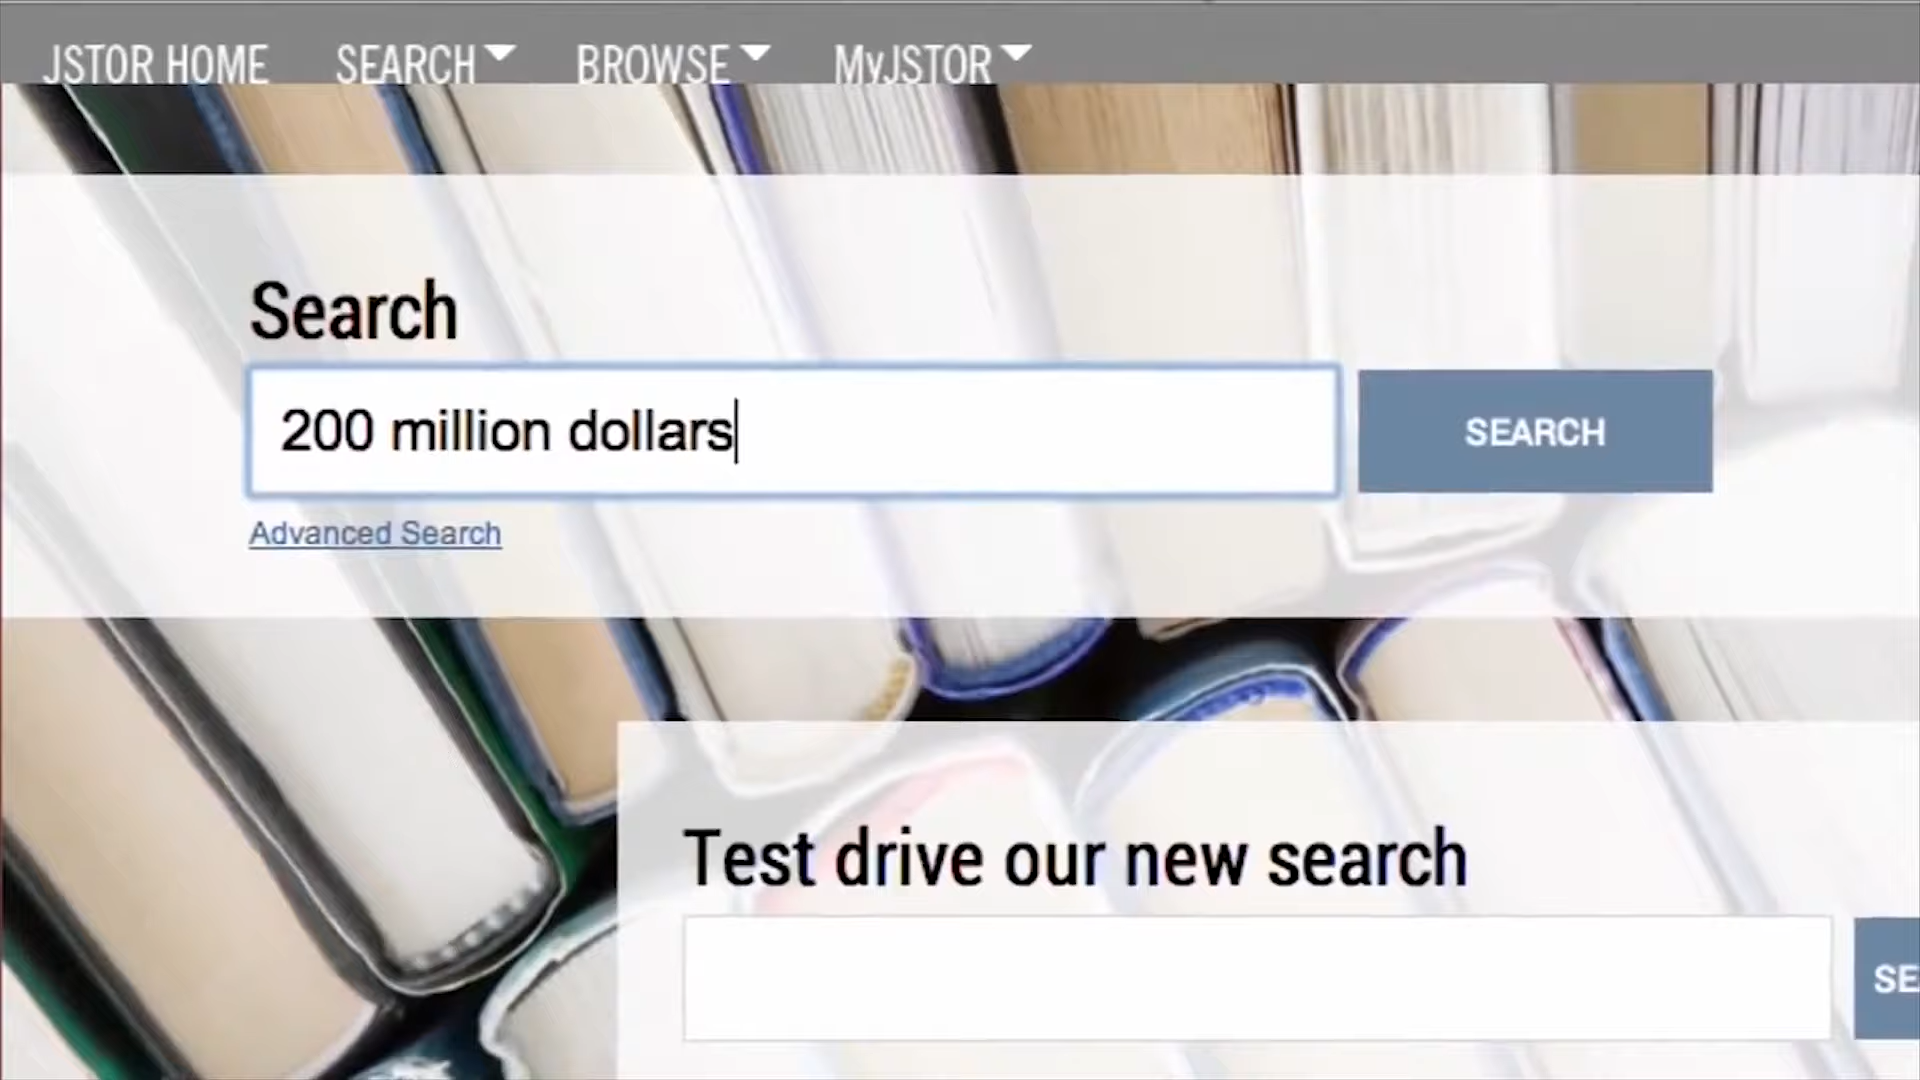 JSTOR HOME SEARCH BROWSE MyJSTOR
Search
200 million dollars
SEARCH
Advanced Search
Test drive our new search
SE